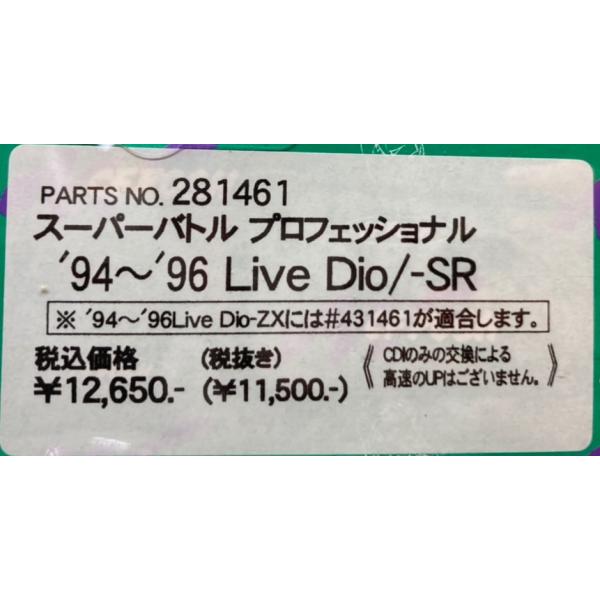 PARTS NO. 281461
スーパーバトル プロフェッショナル
'94～'96 Live Dio/-SR
※ '94～'96Live Dio-ZXには#431461が適合します。
税込価格 (税抜き)
¥12,650.- (¥11,500.-)
《CDIのみの交換による
高速のUPはございません。》